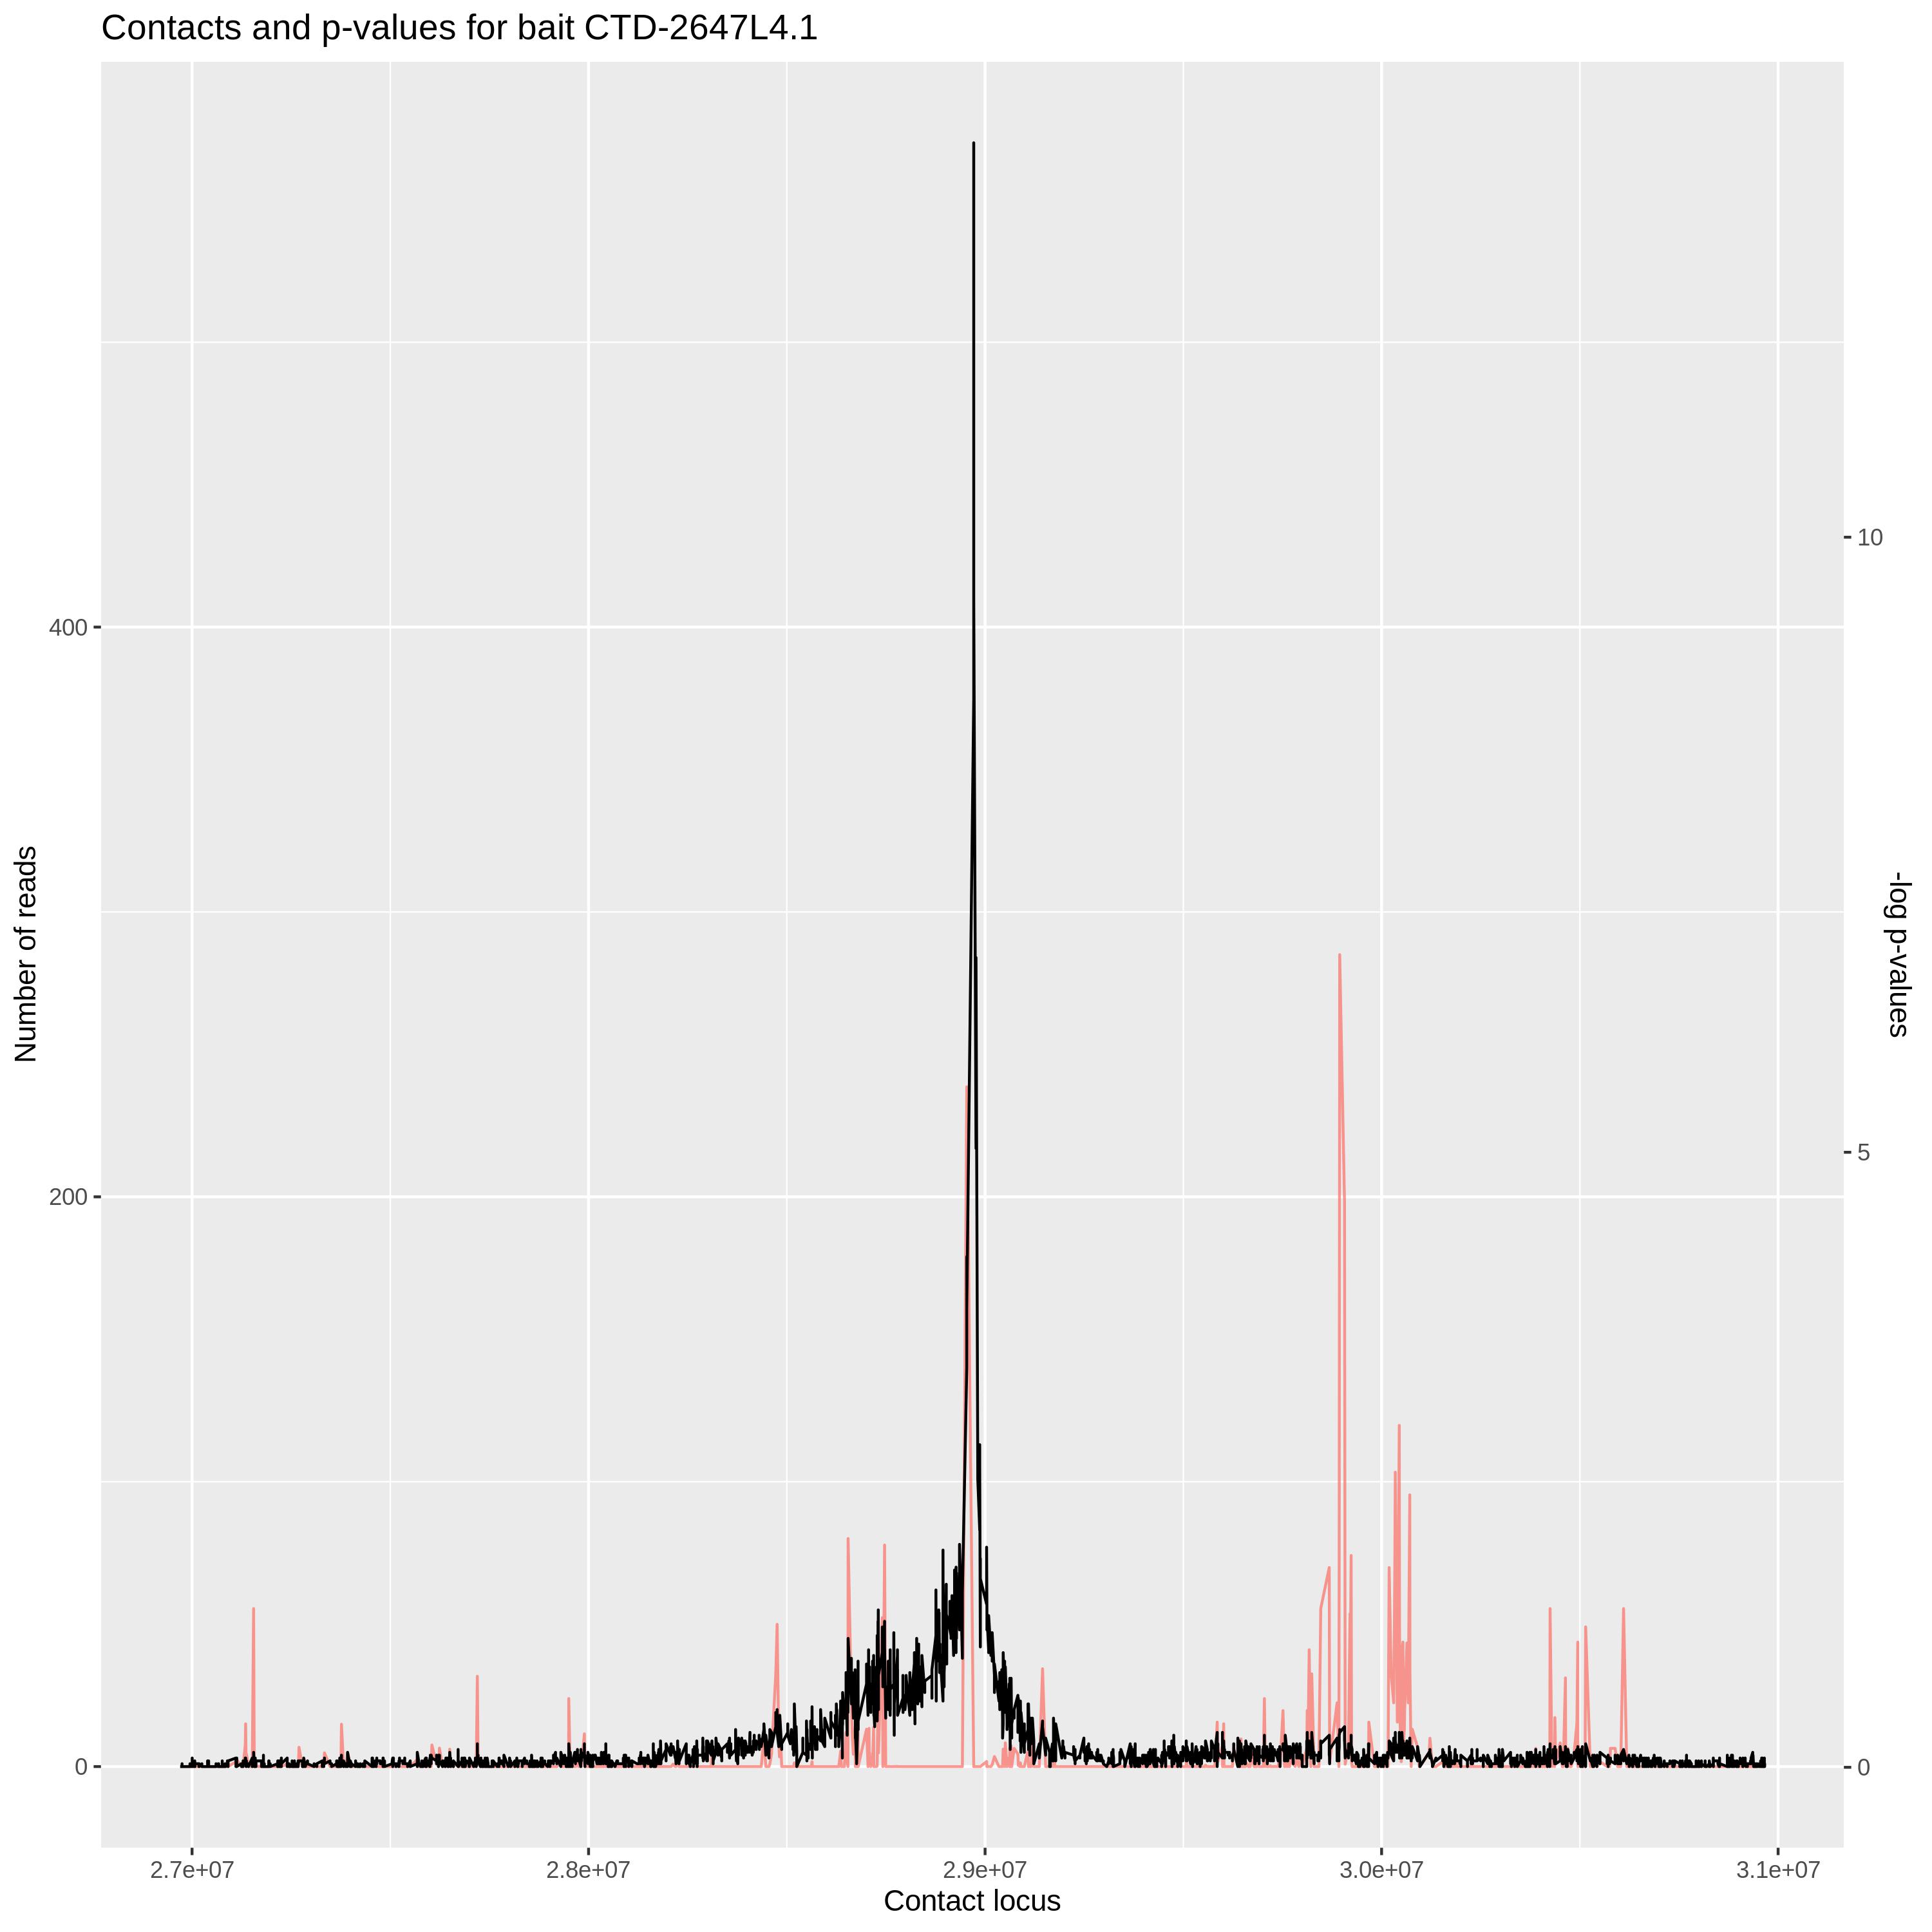 Contacts and p-values for bait CTD-2647L4.1
Number of reads
400
200
0
10
5
0
-log p-values
2.7e+07
2.8e+07
2.9e+07
3.0e+07
3.1e+07
Contact locus